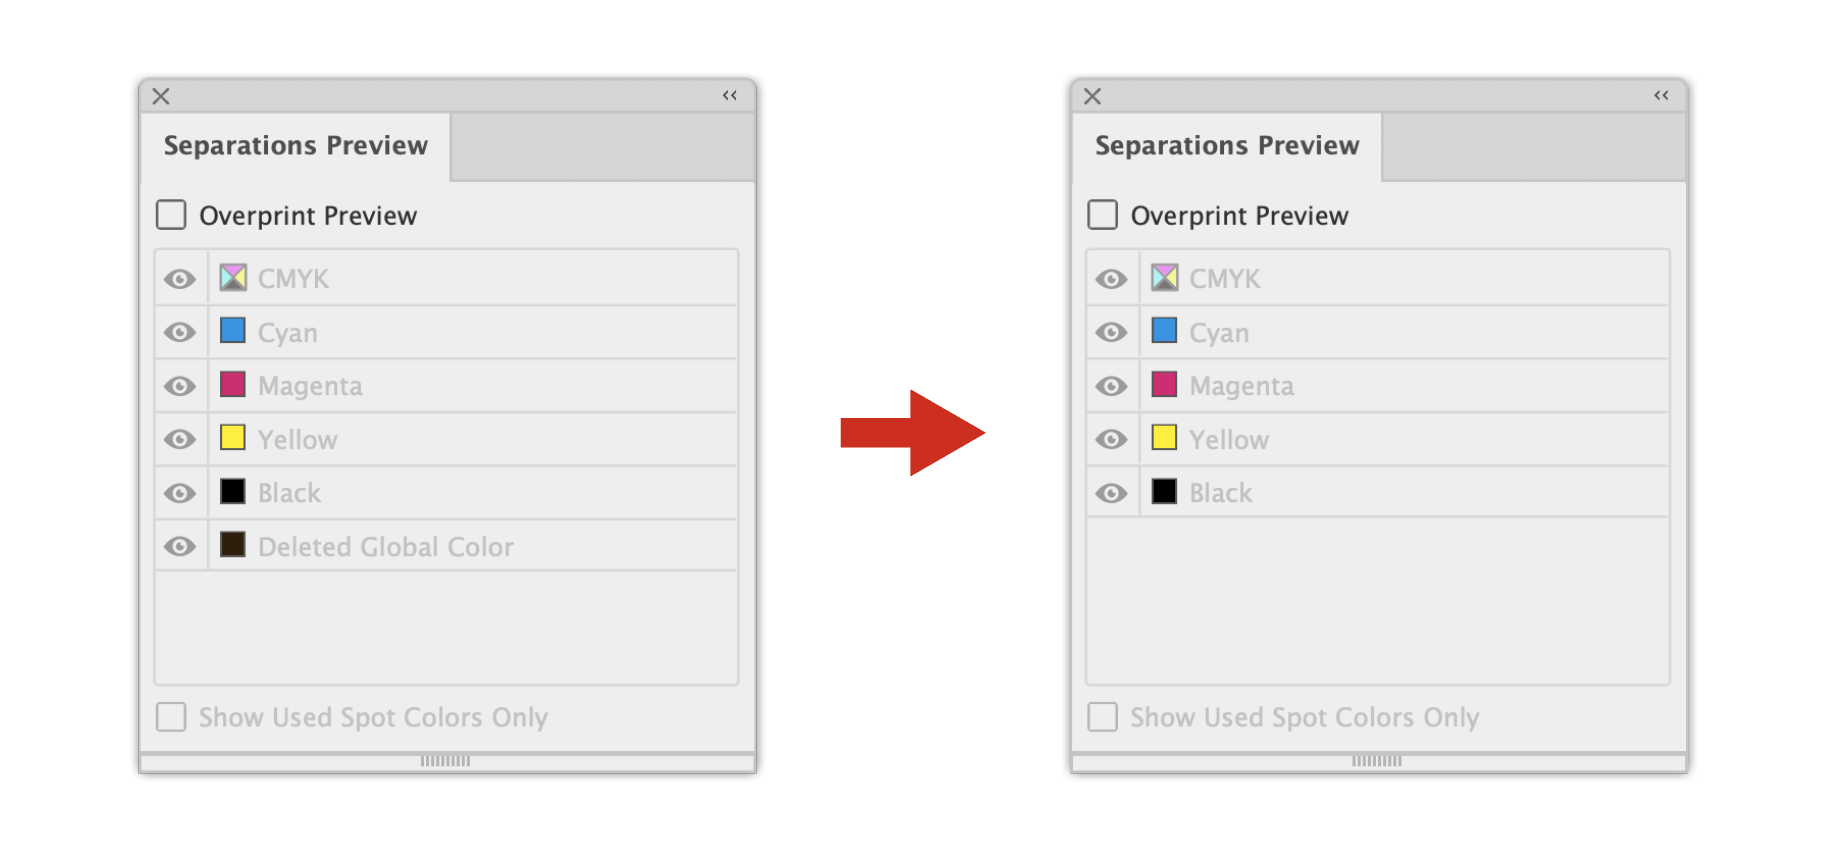 Separations Preview
Overprint Preview
CMYK
Cyan
Magenta
Yellow
Black
Deleted Global Color
Show Used Spot Colors Only
Separations Preview
Overprint Preview
CMYK
Cyan
Magenta
Yellow
Black
Show Used Spot Colors Only